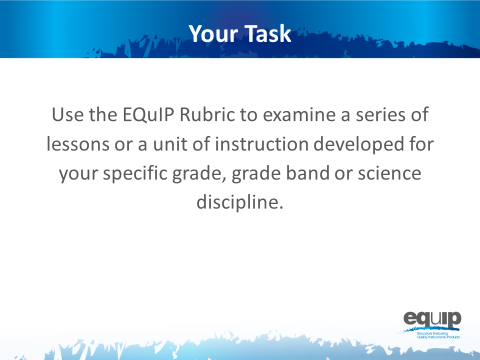 Your Task
Use the EQuIP Rubric to examine a series of
lessons or a unit of instruction developed for
your specific grade, grade band or science
discipline.
equip
Educators Evaluating
Quality Instructional Products